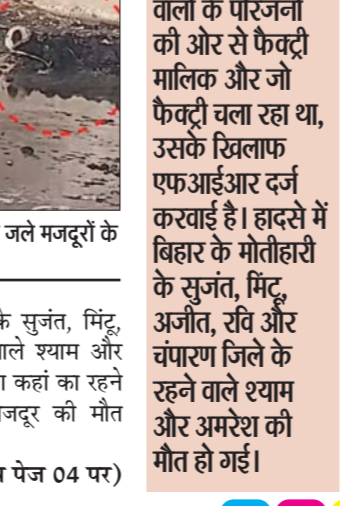 जले मजदूरों के
के सुजंत, मिंटू,
वाले श्याम और
कहां का रहने
मजदूर की मौत
पेज 04 पर)
वालों के परिजनों
की ओर से फैक्ट्री
मालिक और जो
फैक्ट्री चला रहा था,
उसके खिलाफ
एफआईआर दर्ज
करवाई है। हादसे में
बिहार के मोतीहारी
के सुजंत, मिंटू,
अजीत, रवि और
चंपारण जिले के
रहने वाले श्याम
और अमरेश की
मौत हो गई।